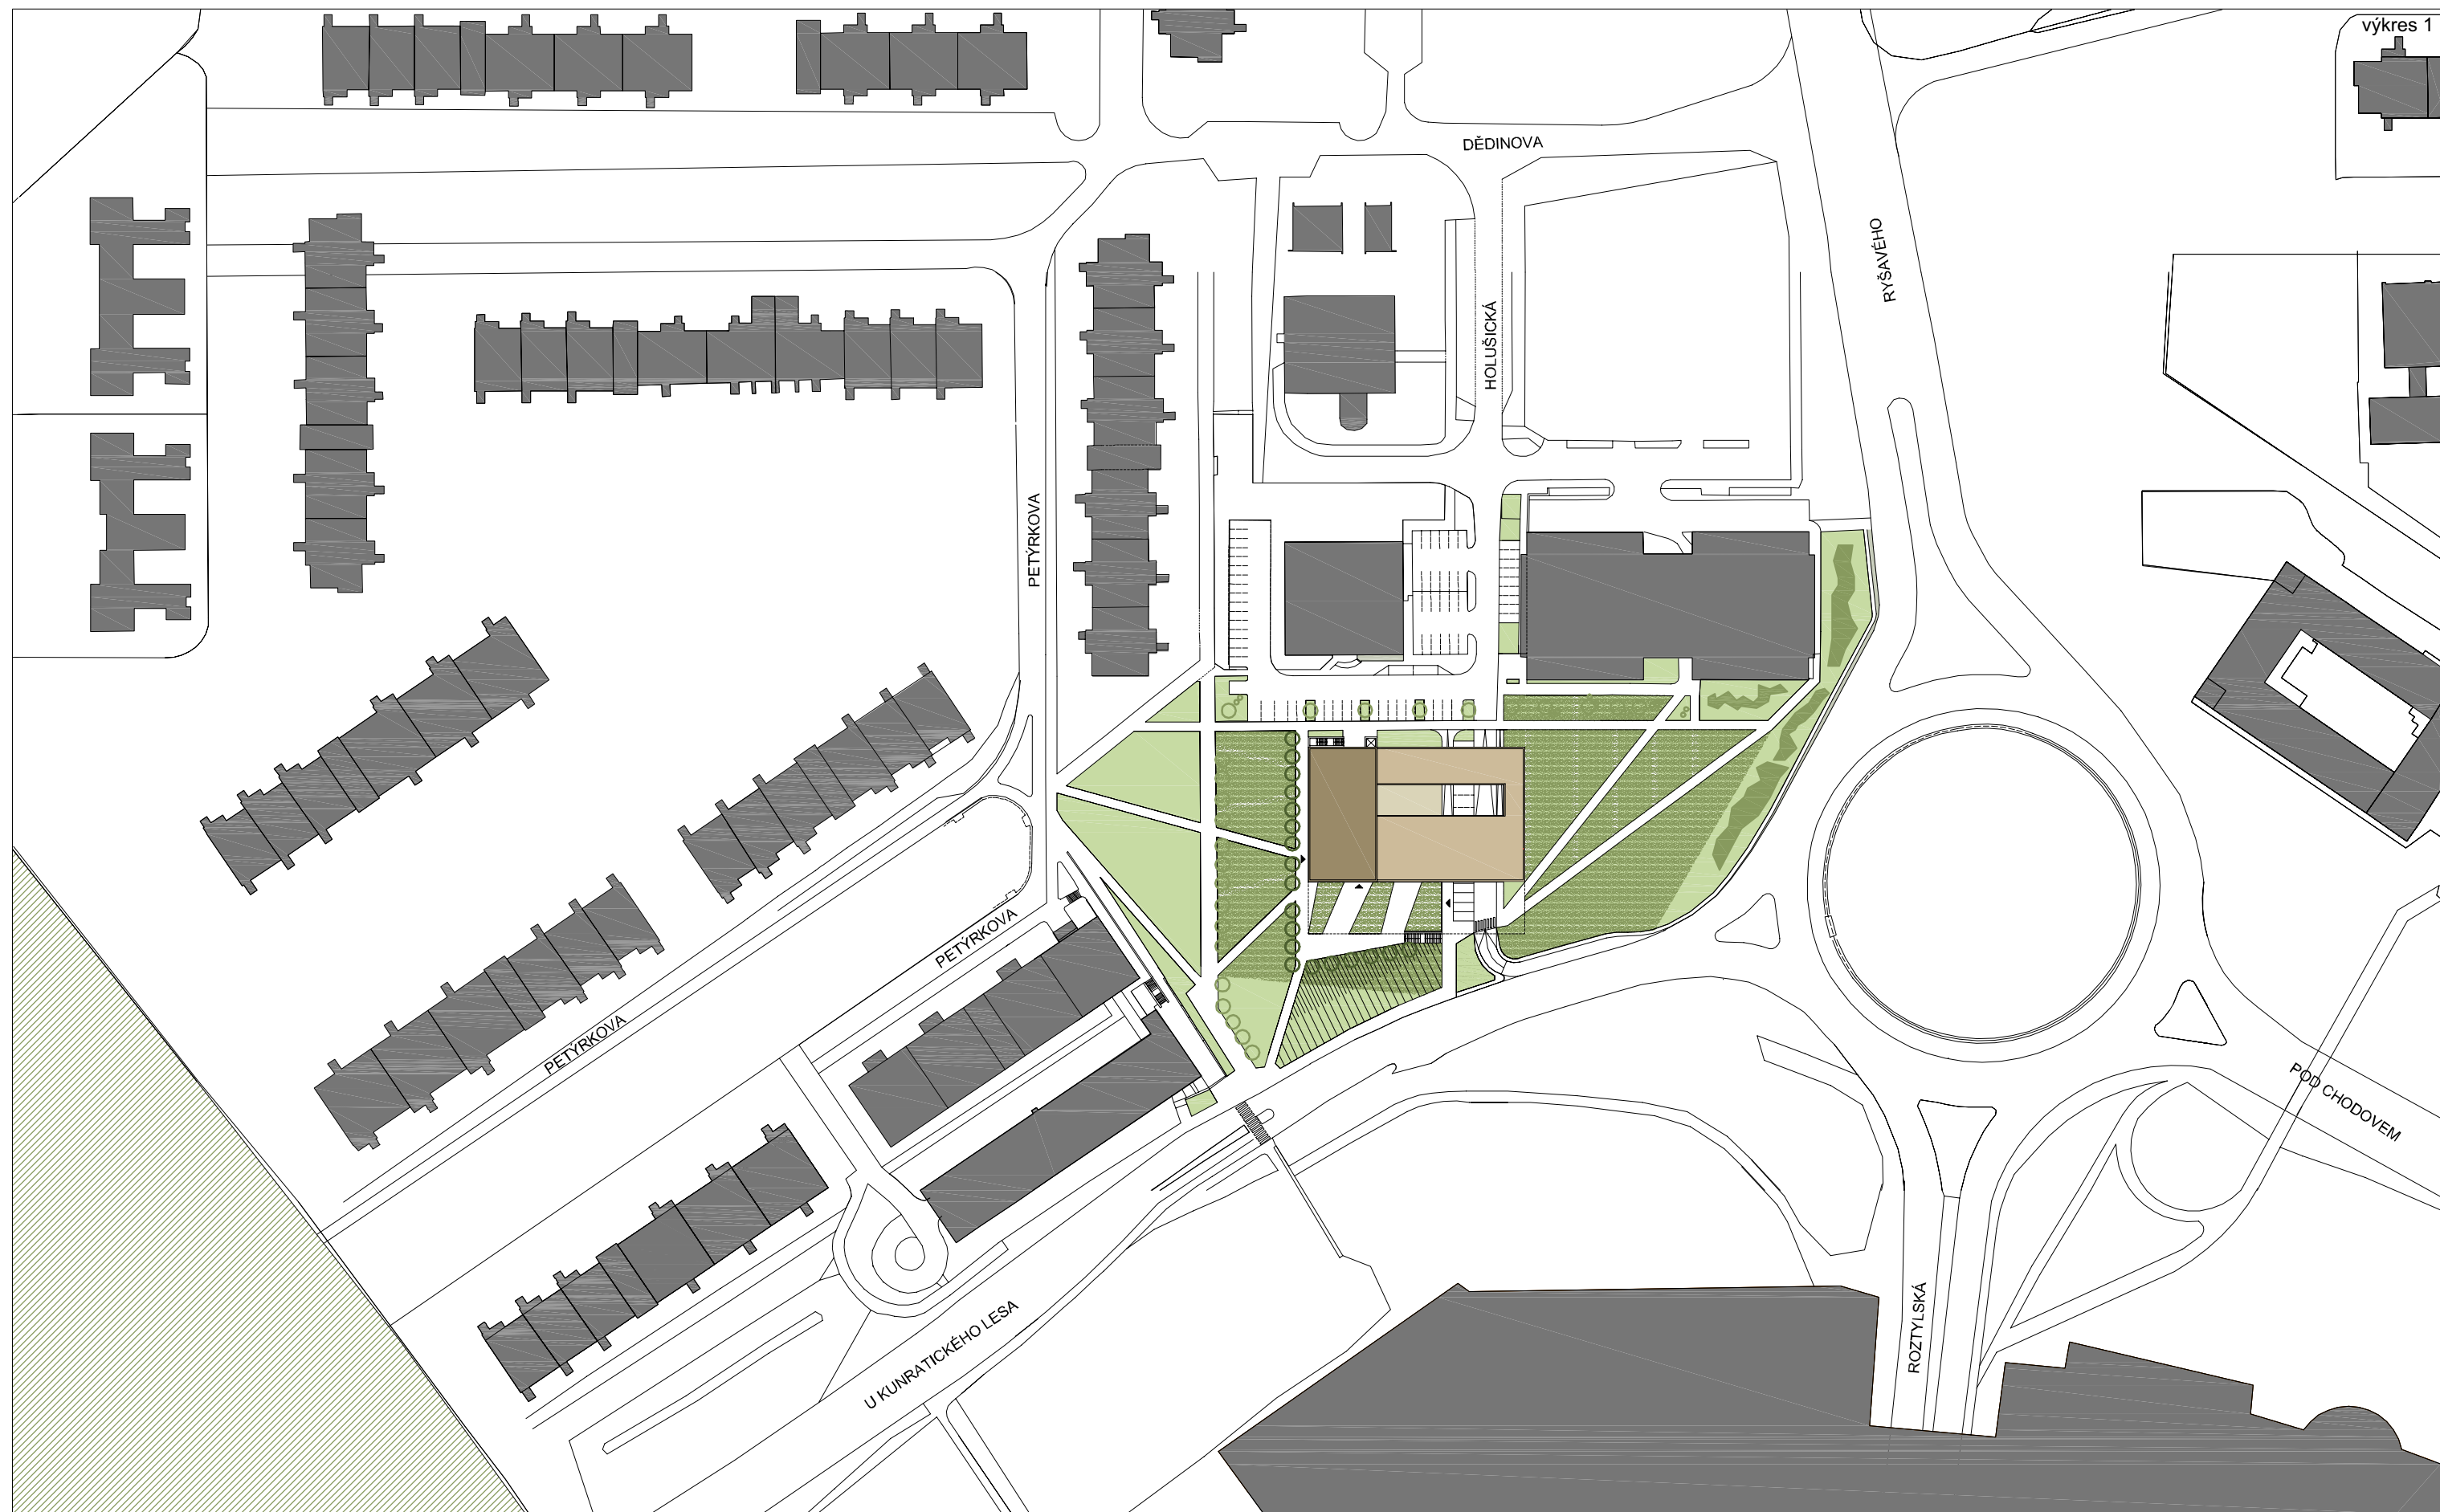 výkres 1
DĚDINOVA
RYŠAVÉHO
HOLUŠICKÁ
PETÝRKOVA
PETÝRKOVA
PETÝRKOVA
POD CHODOVEM
ROZTYLSKÁ
U KUNRATICKÉHO LESA